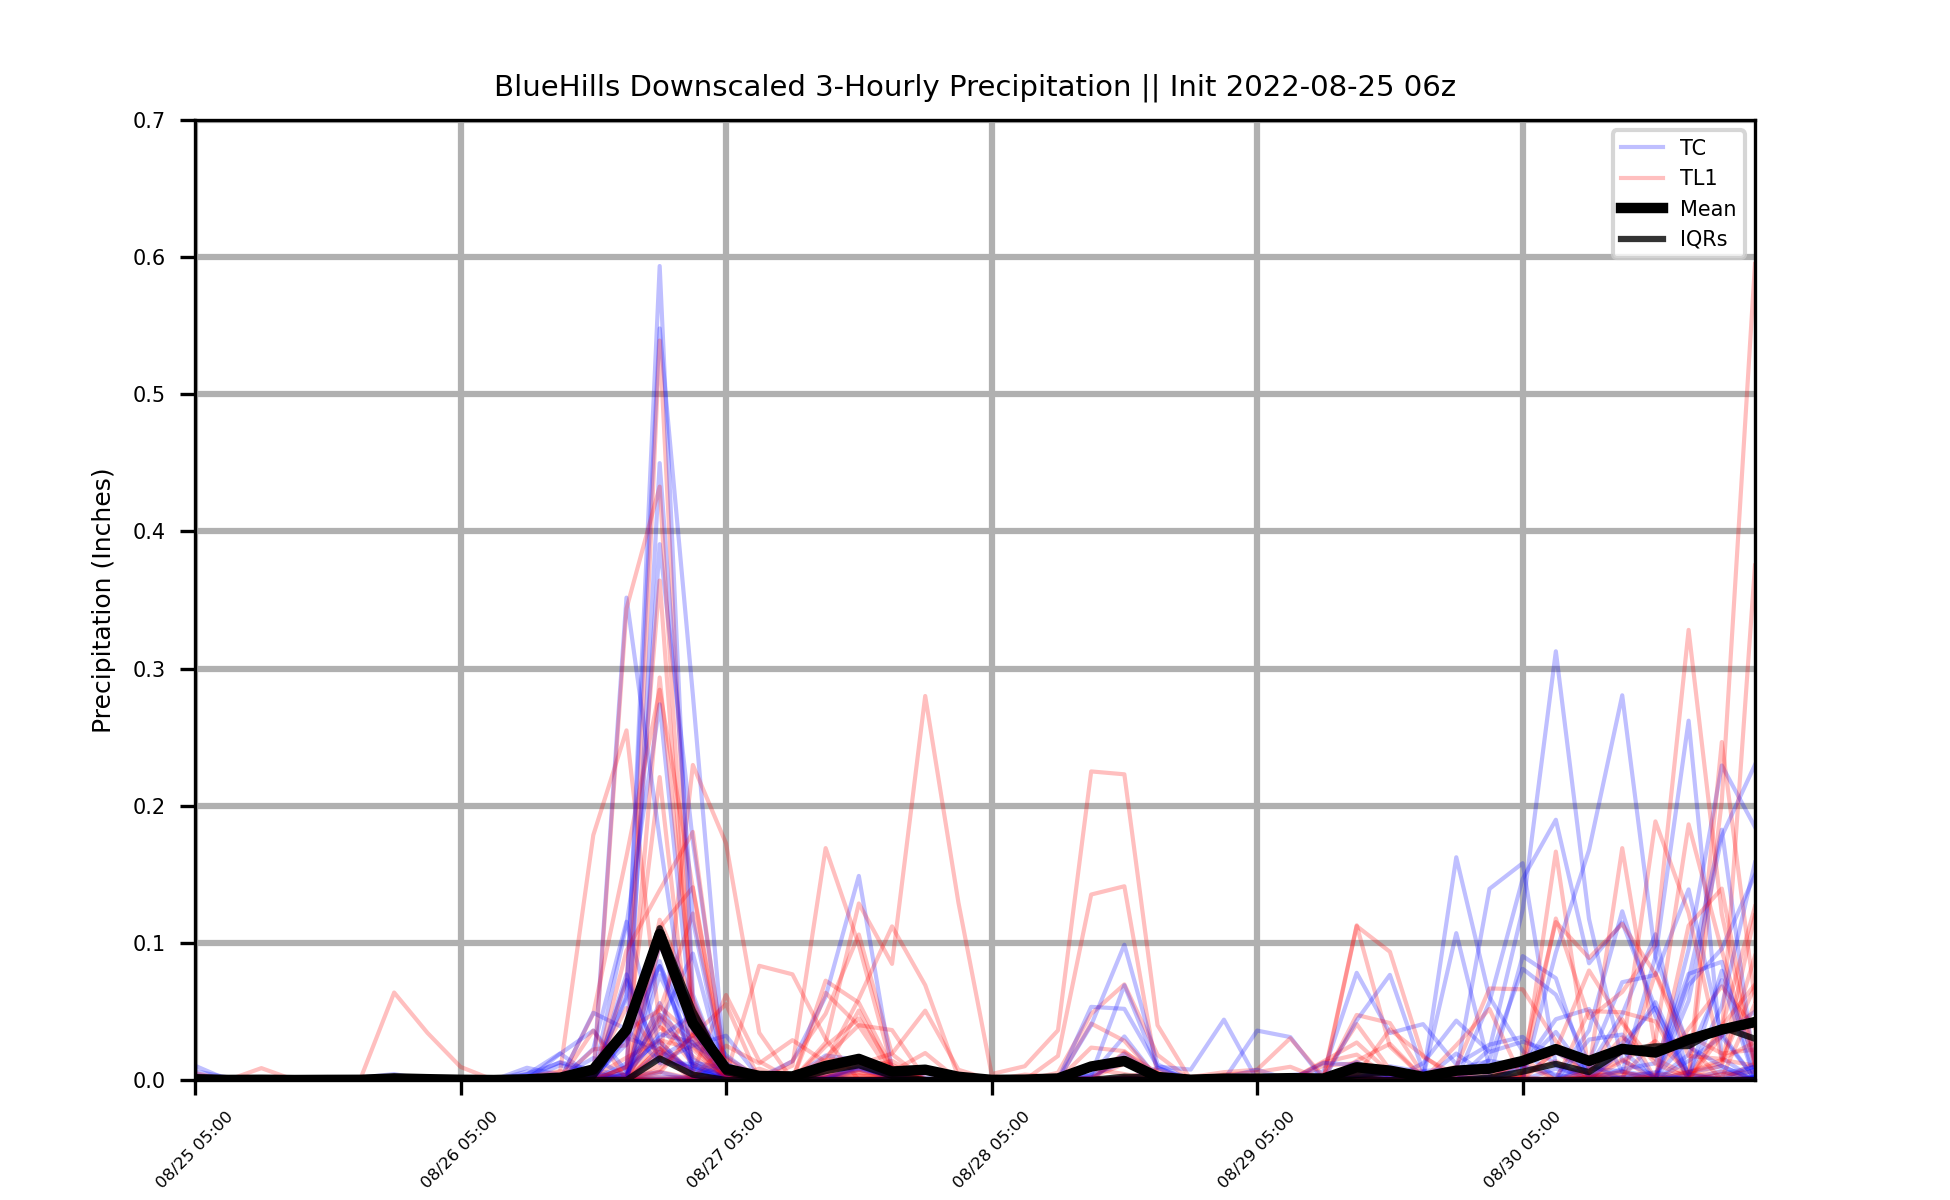 BlueHills Downscaled 3-Hourly Precipitation || Init 2022-08-25 06z
TC
TL1
Mean
IQRs
Precipitation (Inches)
0.7
0.6
0.5
0.4
0.3
0.2
0.1
0.0
08/25 05:00
08/26 05:00
08/27 05:00
08/28 05:00
08/29 05:00
08/30 05:00